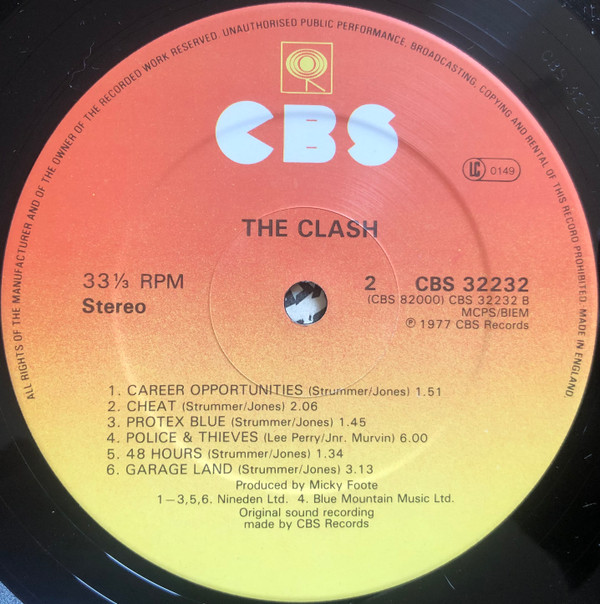 ALL RIGHTS OF THE MANUFACTURER AND OF THE OWNER OF THE RECORDED WORK RESERVED. UNAUTHORISED PUBLIC PERFORMANCE, BROADCASTING, COPYING AND RENTAL OF THIS RECORD PROHIBITED. MADE IN ENGLAND.
CBS
LC 0149
THE CLASH
33⅓ RPM
Stereo
2 CBS 32232
(CBS 82000) CBS 32232 B
MCPS/BIEM
℗ 1977 CBS Records
1. CAREER OPPORTUNITIES (Strummer/Jones) 1.51
2. CHEAT (Strummer/Jones) 2.06
3. PROTEX BLUE (Strummer/Jones) 1.45
4. POLICE & THIEVES (Lee Perry/Jnr. Murvin) 6.00
5. 48 HOURS (Strummer/Jones) 1.34
6. GARAGE LAND (Strummer/Jones) 3.13
Produced by Micky Foote
1—3,5,6. Nineden Ltd. 4. Blue Mountain Music Ltd.
Original sound recording
made by CBS Records